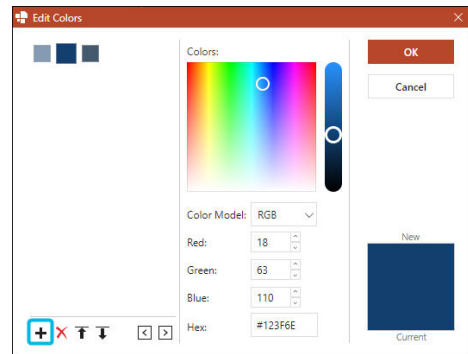 Edit Colors
Colors:
OK
Cancel
Color Model: RGB
Red: 18
Green: 63
Blue: 110
Hex: #123F6E
New
Current